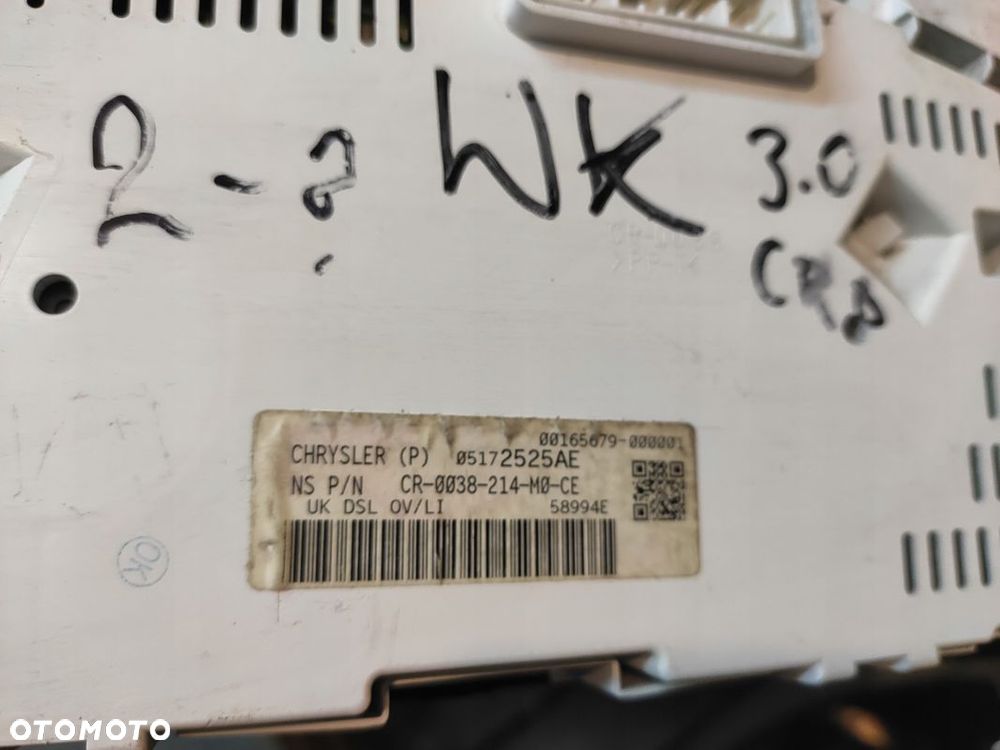 2-? WK 3.0
CRD
00165679-000001
CHRYSLER (P) 05172525AE
NS P/N CR-0038-214-M0-CE
UK DSL OV/LI 58994E
OK
OTOMOTO